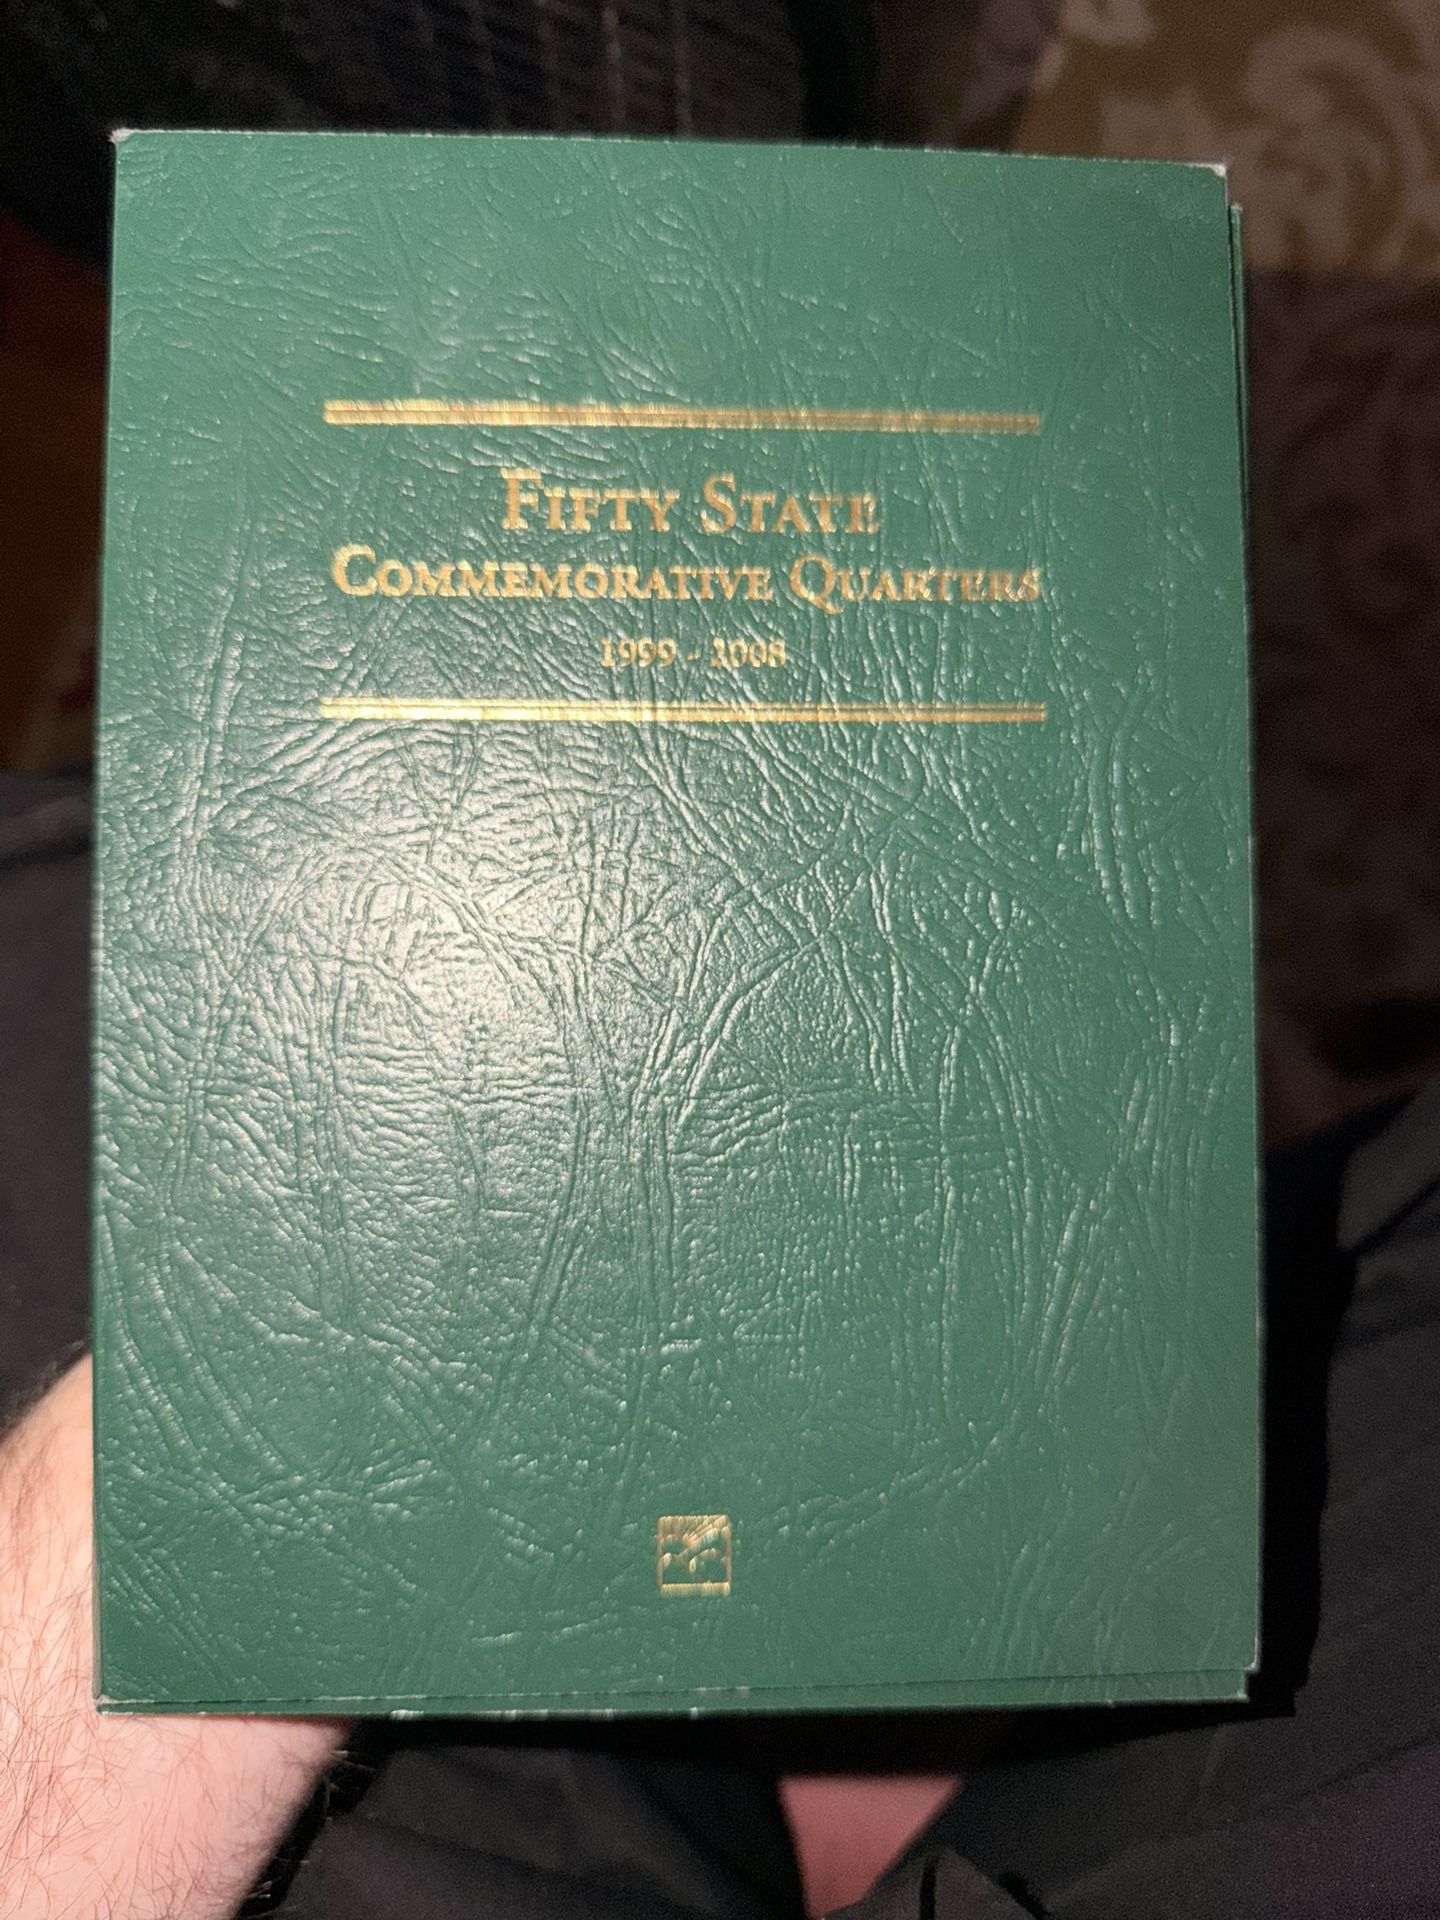 FIFTY STATE
COMMEMORATIVE QUARTERS
1999 - 2008